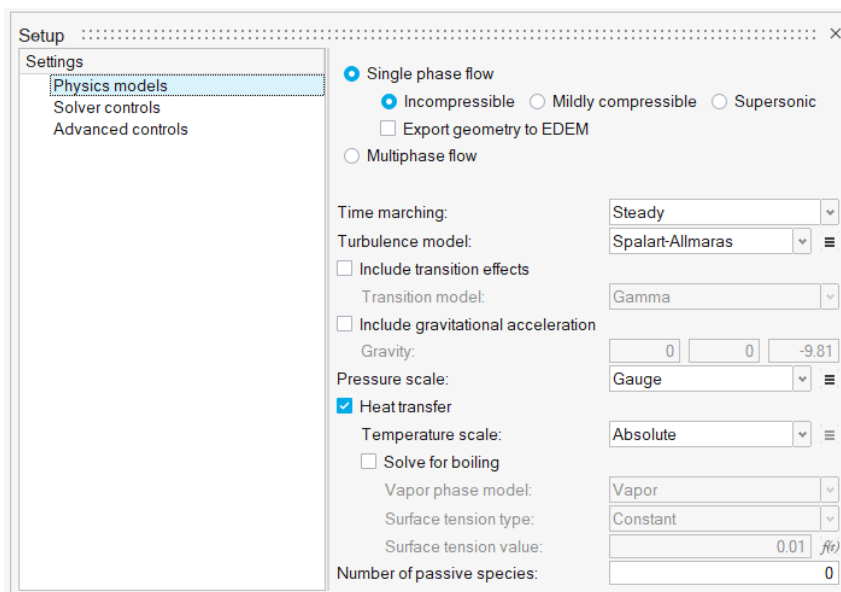 Setup
Settings
Physics models
Solver controls
Advanced controls
Single phase flow
Incompressible Mildly compressible Supersonic
Export geometry to EDEM
Multiphase flow
Time marching: Steady
Turbulence model: Spalart-Allmaras
Include transition effects
Transition model: Gamma
Include gravitational acceleration
Gravity: 0 0 -9.81
Pressure scale: Gauge
Heat transfer
Temperature scale: Absolute
Solve for boiling
Vapor phase model: Vapor
Surface tension type: Constant
Surface tension value: 0.01 f(t)
Number of passive species: 0